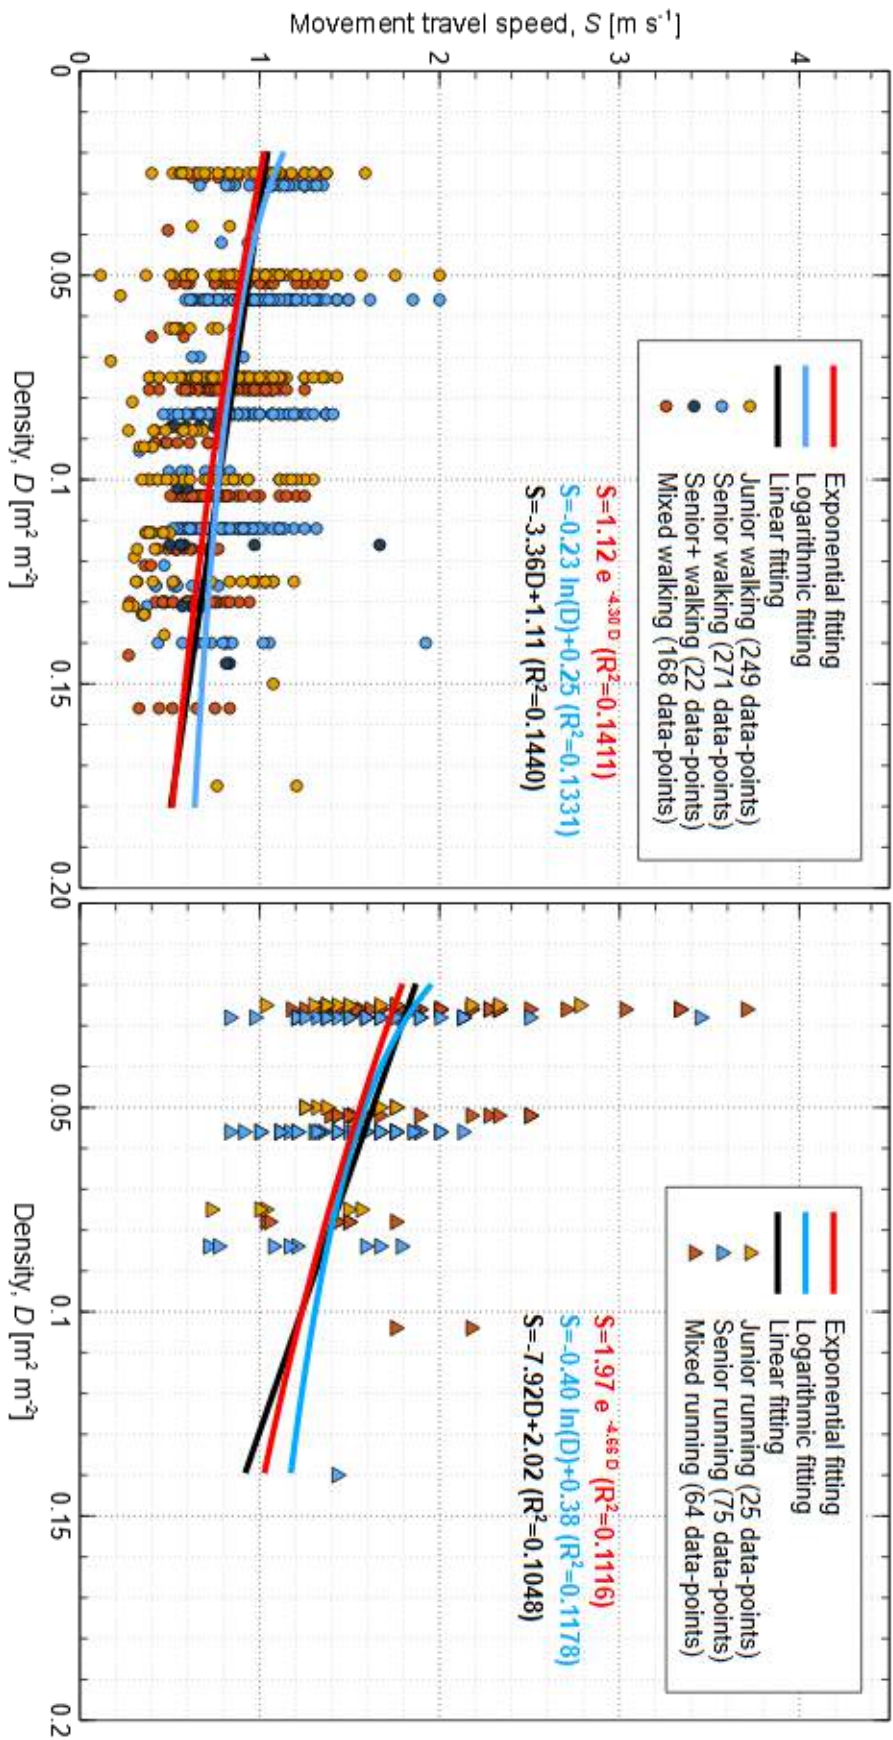 Movement travel speed, S [m s⁻¹]
4
3
2
1
0
Exponential fitting
Logarithmic fitting
Linear fitting
Junior walking (249 data-points)
Senior walking (271 data-points)
Senior+ walking (22 data-points)
Mixed walking (168 data-points)
S=1.12 e ⁻⁴·³⁰ ᴰ (R²=0.1411)
S=-0.23 ln(D)+0.25 (R²=0.1331)
S=-3.36D+1.11 (R²=0.1440)
0 0.05 0.1 0.15 0.20
Density, D [m² m⁻²]
Exponential fitting
Logarithmic fitting
Linear fitting
Junior running (25 data-points)
Senior running (75 data-points)
Mixed running (64 data-points)
S=1.97 e ⁻⁴·⁶⁶ ᴰ (R²=0.1116)
S=-0.40 ln(D)+0.38 (R²=0.1178)
S=-7.92D+2.02 (R²=0.1048)
0.05 0.1 0.15 0.2
Density, D [m² m⁻²]